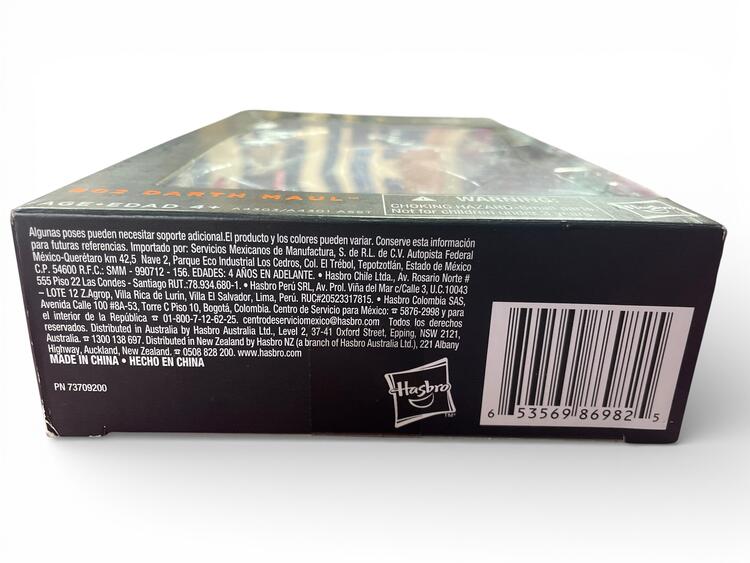 #02 DARTH MAUL™
AGE•EDAD 4+ A4303/A4301 ASST
WARNING:
CHOKING HAZARD-Small parts
Not for children under
Hasbro
Algunas poses pueden necesitar soporte adicional.El producto y los colores pueden variar. Conserve esta información
para futuras referencias. Importado por: Servicios Mexicanos de Manufactura, S. de R.L. de C.V. Autopista Federal
México-Querétaro km 42,5 Nave 2, Parque Eco Industrial Los Cedros, Col. El Trébol, Tepotzotlán, Estado de México
C.P. 54600 R.F.C.: SMM - 990712 - 156. EDADES: 4 AÑOS EN ADELANTE. • Hasbro Chile Ltda., Av. Rosario Norte #
555 Piso 22 Las Condes - Santiago RUT.:78.934.680-1. • Hasbro Perú SRL, Av. Prol. Viña del Mar c/Calle 3, U.C.10043
– LOTE 12 Z.Agrop, Villa Rica de Lurin, Villa El Salvador, Lima, Perú. RUC#20523317815. • Hasbro Colombia SAS,
Avenida Calle 100 #8A-53, Torre C Piso 10, Bogotá, Colombia. Centro de Servicio para México: ☎ 5876-2998 y para
el interior de la República ☎ 01-800-7-12-62-25. centrodeserviciomexico@hasbro.com Todos los derechos
reservados. Distributed in Australia by Hasbro Australia Ltd., Level 2, 37-41 Oxford Street, Epping, NSW 2121,
Australia. ☎ 1300 138 697. Distributed in New Zealand by Hasbro NZ (a branch of Hasbro Australia Ltd.), 221 Albany
Highway, Auckland, New Zealand. ☎ 0508 828 200. www.hasbro.com
MADE IN CHINA • HECHO EN CHINA
PN 73709200
Hasbro
TM
6 53569 86982 5